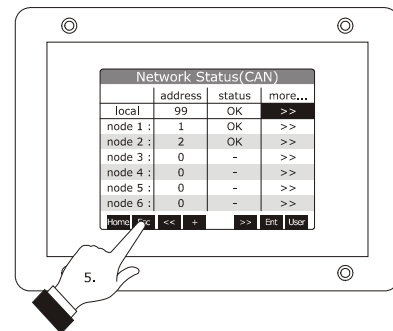 Network Status(CAN)
address status more...
local 99 OK >>
node 1 : 1 OK >>
node 2 : 2 OK >>
node 3 : 0 - >>
node 4 : 0 - >>
node 5 : 0 - >>
node 6 : 0 - >>
Home Esc << + >> Ent User
5.